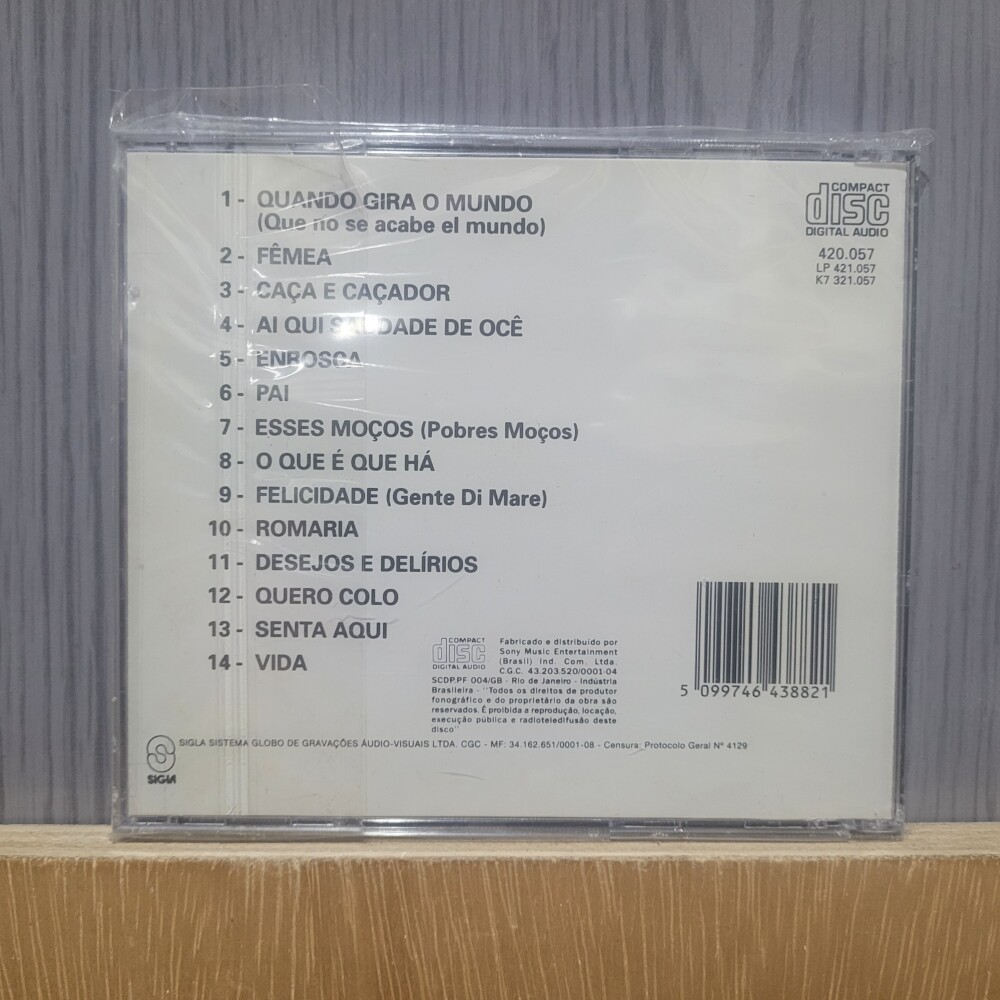 1 - QUANDO GIRA O MUNDO
(Que no se acabe el mundo)
2 - FÊMEA
3 - CAÇA E CAÇADOR
4 - AI QUI SAUDADE DE OCÊ
5 - ENROSCA
6 - PAI
7 - ESSES MOÇOS (Pobres Moços)
8 - O QUE É QUE HÁ
9 - FELICIDADE (Gente Di Mare)
10 - ROMARIA
11 - DESEJOS E DELÍRIOS
12 - QUERO COLO
13 - SENTA AQUI
14 - VIDA
COMPACT
disc
DIGITAL AUDIO
420.057
LP 421.057
K7 321.057
COMPACT
disc
DIGITAL AUDIO
Fabricado e distribuído por
Sony Music Entertainment
(Brasil) Ind. Com. Ltda.
C.G.C. 43.203.520/0001-04
SCDP.PF 004/GB - Rio de Janeiro - Indústria
Brasileira - "Todos os direitos de produtor
fonográfico e do proprietário da obra são
reservados. É proibida a reprodução, locação,
execução pública e radioteledifusão deste
disco"
5 099746 438821
SIGLA SISTEMA GLOBO DE GRAVAÇÕES ÁUDIO-VISUAIS LTDA. CGC - MF: 34.162.651/0001-08 - Censura: Protocolo Geral Nº 4129
SIGLA